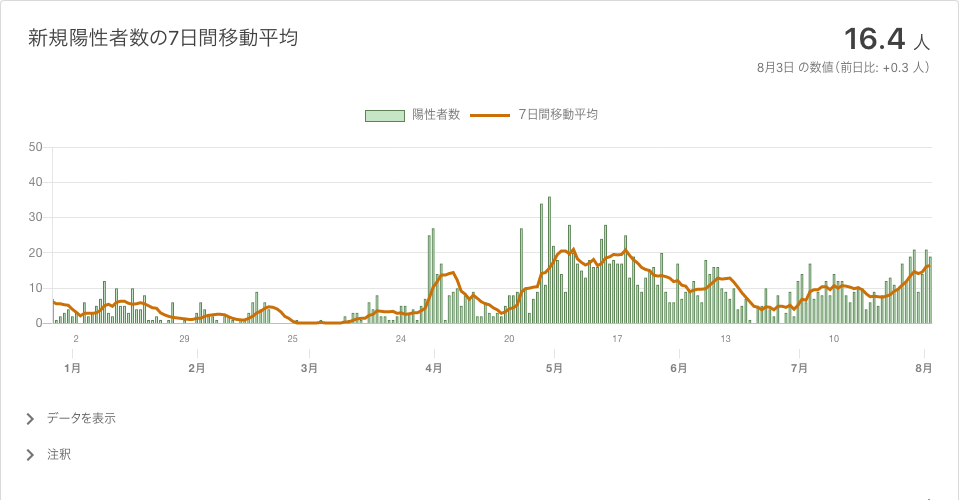 新規陽性者数の7日間移動平均
16.4 人
8月3日 の数値(前日比: +0.3 人)
陽性者数 7日間移動平均
50
40
30
20
10
0
2 29 25 24 20 17 13 10
1月 2月 3月 4月 5月 6月 7月 8月
データを表示
注釈